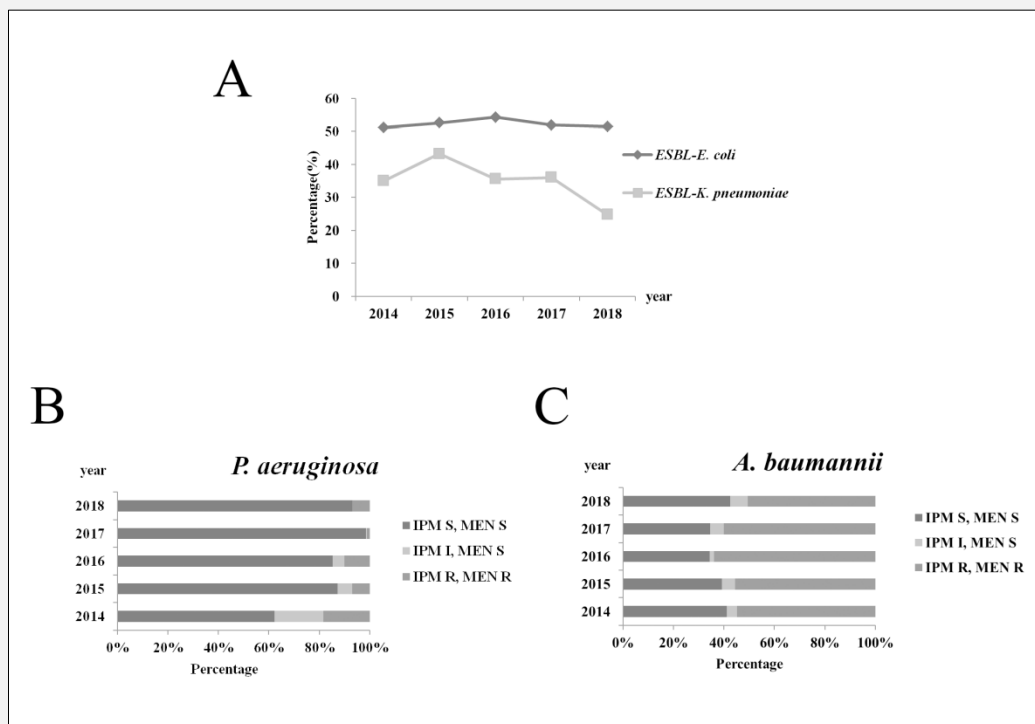 A
60
50
40
30
20
10
0
Percentage(%)
2014 2015 2016 2017 2018
year
ESBL-E. coli
ESBL-K. pneumoniae
B
year
P. aeruginosa
2018
2017
2016
2015
2014
0% 20% 40% 60% 80% 100%
Percentage
IPM S, MEN S
IPM I, MEN S
IPM R, MEN R
C
year
A. baumannii
2018
2017
2016
2015
2014
0% 20% 40% 60% 80% 100%
Percentage
IPM S, MEN S
IPM I, MEN S
IPM R, MEN R